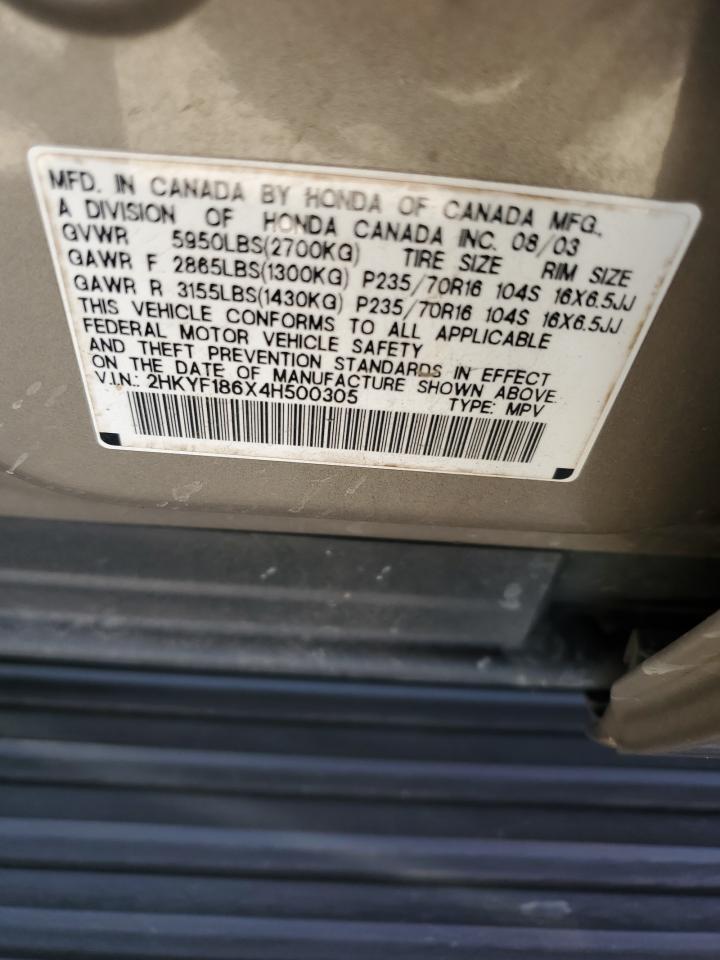 MFD. IN CANADA BY HONDA OF CANADA MFG.,
A DIVISION OF HONDA CANADA INC. 08/03
GVWR 5950LBS(2700KG) TIRE SIZE RIM SIZE
GAWR F 2865LBS(1300KG) P235/70R16 104S 16X6.5JJ
GAWR R 3155LBS(1430KG) P235/70R16 104S 16X6.5JJ
THIS VEHICLE CONFORMS TO ALL APPLICABLE
FEDERAL MOTOR VEHICLE SAFETY
AND THEFT PREVENTION STANDARDS IN EFFECT
ON THE DATE OF MANUFACTURE SHOWN ABOVE.
V.I.N.: 2HKYF186X4H500305 TYPE: MPV